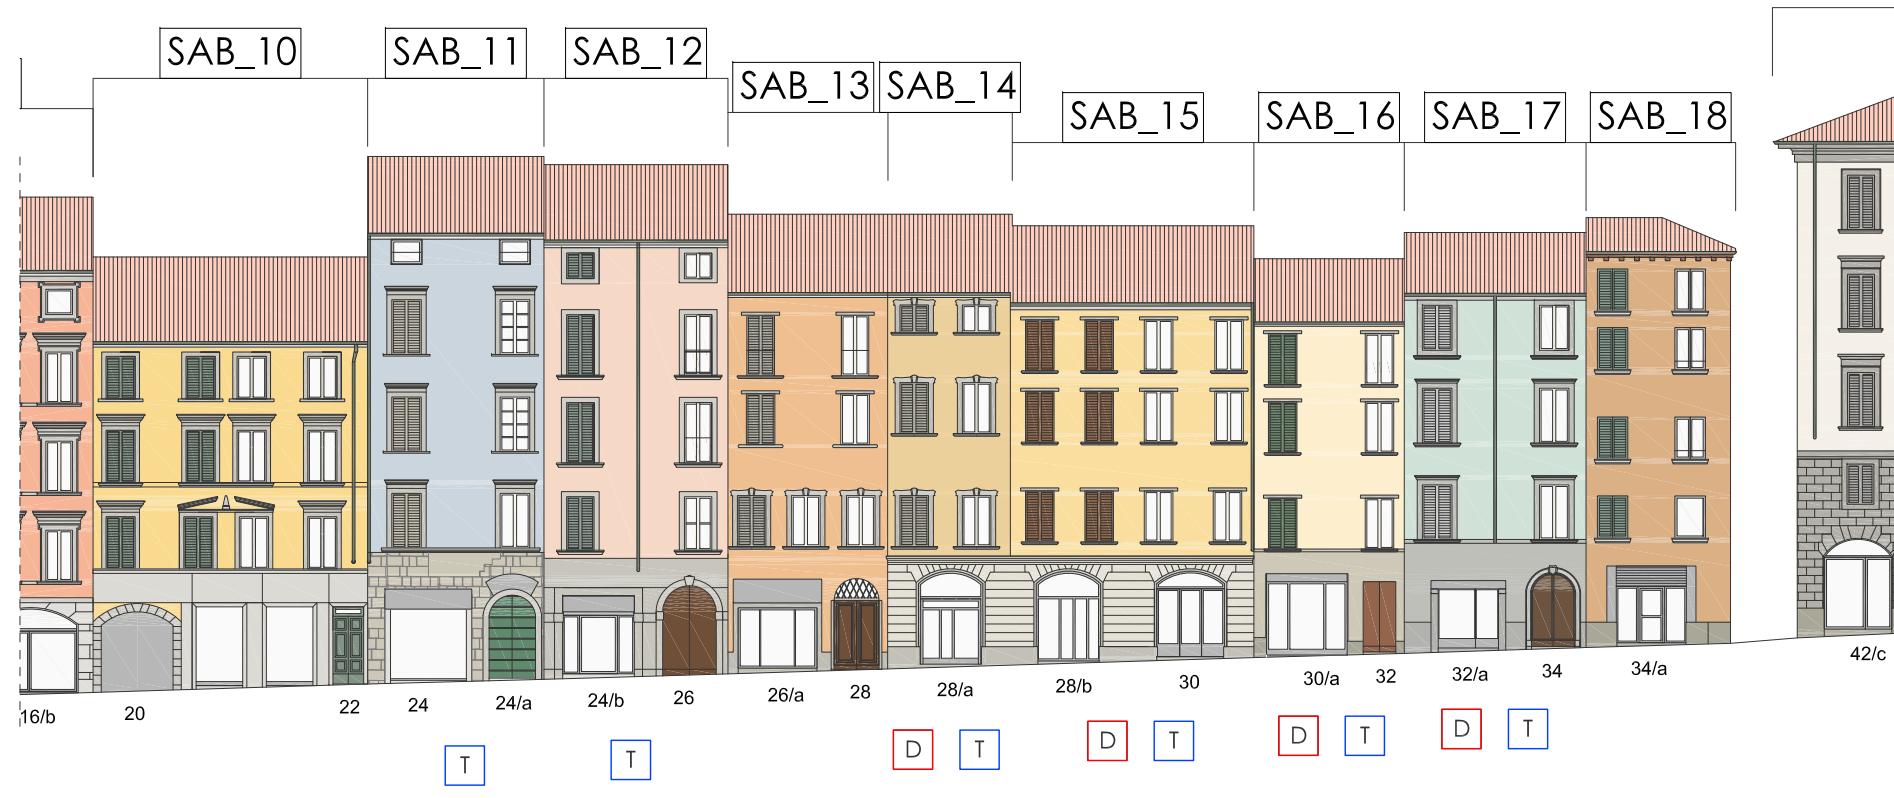 SAB_10
SAB_11
SAB_12
SAB_13
SAB_14
SAB_15
SAB_16
SAB_17
SAB_18
16/b
20
22
24
24/a
24/b
26
26/a
28
28/a
28/b
30
30/a
32
32/a
34
34/a
42/c
T
T
D
T
D
T
D
T
D
T